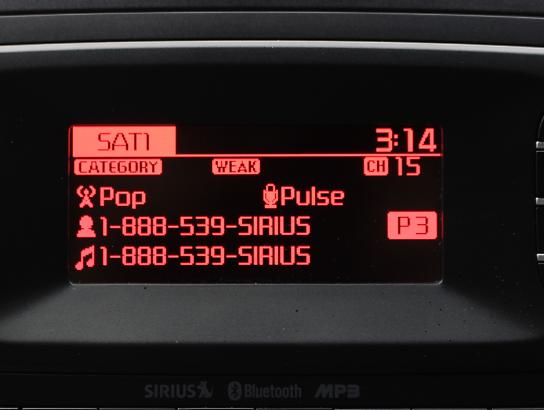 SAT1 3:14
CATEGORY WEAK CH 15
Pop Pulse
1-888-539-SIRIUS P3
1-888-539-SIRIUS
SIRIUS Bluetooth MP3